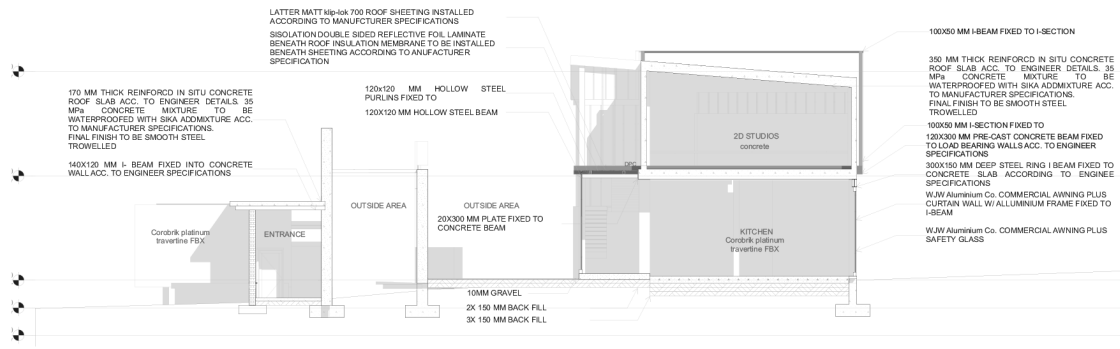 LATTER MATT klip-lok 700 ROOF SHEETING INSTALLED
ACCORDING TO MANUFCTURER SPECIFICATIONS
SISOLATION DOUBLE SIDED REFLECTIVE FOIL LAMINATE
BENEATH ROOF INSULATION MEMBRANE TO BE INSTALLED
BENEATH SHEETING ACCORDING TO ANUFACTURER
SPECIFICATION
170 MM THICK REINFORCD IN SITU CONCRETE
ROOF SLAB ACC. TO ENGINEER DETAILS. 35
MPa CONCRETE MIXTURE TO BE
WATERPROOFED WITH SIKA ADDMIXTURE ACC.
TO MANUFACTURER SPECIFICATIONS.
FINAL FINISH TO BE SMOOTH STEEL
TROWELLED
140X120 MM I- BEAM FIXED INTO CONCRETE
WALL ACC. TO ENGINEER SPECIFICATIONS
120x120 MM HOLLOW STEEL
PURLINS FIXED TO
120X120 MM HOLLOW STEEL BEAM
100X50 MM I-BEAM FIXED TO I-SECTION
350 MM THICK REINFORCD IN SITU CONCRETE
ROOF SLAB ACC. TO ENGINEER DETAILS. 35
MPa CONCRETE MIXTURE TO BE
WATERPROOFED WITH SIKA ADDMIXTURE ACC.
TO MANUFACTURER SPECIFICATIONS.
FINAL FINISH TO BE SMOOTH STEEL
TROWELLED
100X50 MM I-SECTION FIXED TO
120X300 MM PRE-CAST CONCRETE BEAM FIXED
TO LOAD BEARING WALLS ACC. TO ENGINEER
SPECIFICATIONS
300X150 MM DEEP STEEL RING I BEAM FIXED TO
CONCRETE SLAB ACCORDING TO ENGINEE
SPECIFICATIONS
WJW Aluminium Co. COMMERCIAL AWNING PLUS
CURTAIN WALL W/ ALLUMINIUM FRAME FIXED TO
I-BEAM
WJW Aluminium Co. COMMERCIAL AWNING PLUS
SAFETY GLASS
2D STUDIOS
concrete
DPC
OUTSIDE AREA
OUTSIDE AREA
20X300 MM PLATE FIXED TO
CONCRETE BEAM
Corobrik platinum
travertine FBX
ENTRANCE
KITCHEN
Corobrik platinum
travertine FBX
10MM GRAVEL
2X 150 MM BACK FILL
3X 150 MM BACK FILL